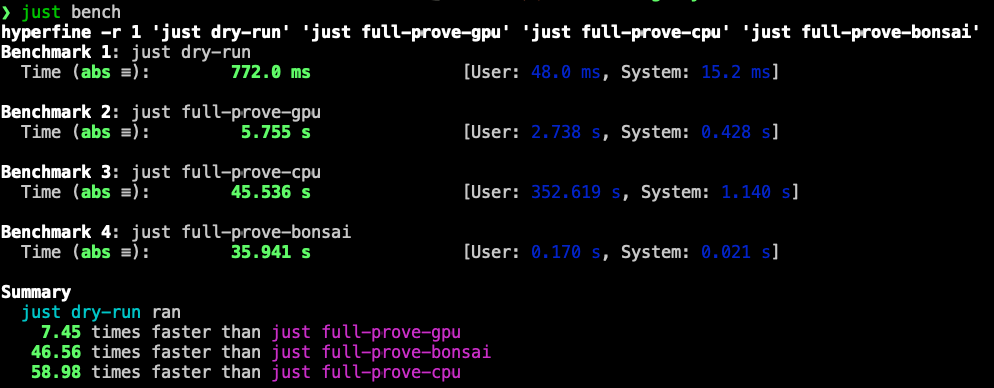 ❯ just bench
hyperfine -r 1 'just dry-run' 'just full-prove-gpu' 'just full-prove-cpu' 'just full-prove-bonsai'
Benchmark 1: just dry-run
  Time (abs ≡):        772.0 ms               [User: 48.0 ms, System: 15.2 ms]

Benchmark 2: just full-prove-gpu
  Time (abs ≡):         5.755 s               [User: 2.738 s, System: 0.428 s]

Benchmark 3: just full-prove-cpu
  Time (abs ≡):        45.536 s               [User: 352.619 s, System: 1.140 s]

Benchmark 4: just full-prove-bonsai
  Time (abs ≡):        35.941 s               [User: 0.170 s, System: 0.021 s]

Summary
  just dry-run ran
    7.45 times faster than just full-prove-gpu
   46.56 times faster than just full-prove-bonsai
   58.98 times faster than just full-prove-cpu